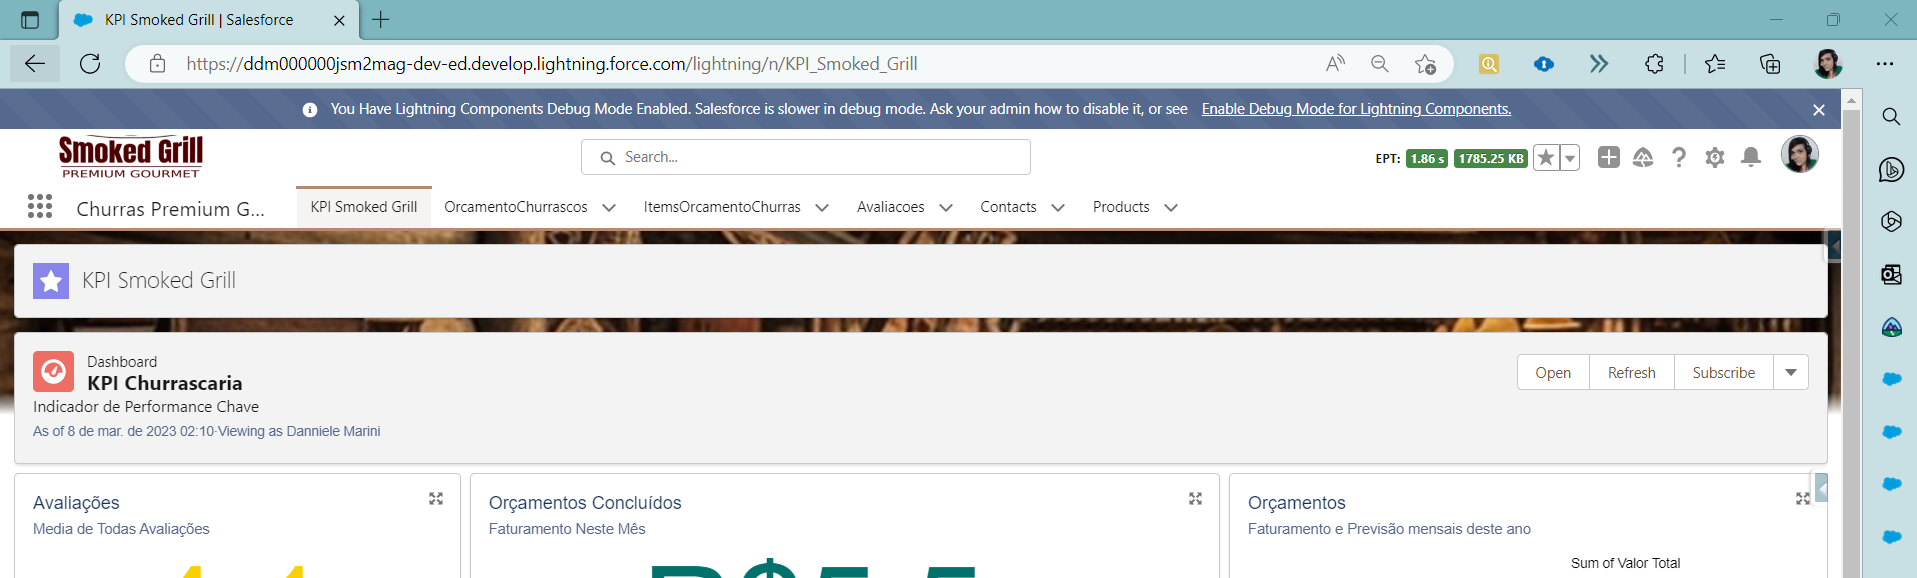 KPI Smoked Grill | Salesforce
https://ddm000000jsm2mag-dev-ed.develop.lightning.force.com/lightning/n/KPI_Smoked_Grill
You Have Lightning Components Debug Mode Enabled. Salesforce is slower in debug mode. Ask your admin how to disable it, or see Enable Debug Mode for Lightning Components.
Smoked Grill
PREMIUM GOURMET
Search...
EPT: 1.86 s 1785.25 KB
Churras Premium G...
KPI Smoked Grill
OrcamentoChurrascos
ItemsOrcamentoChurras
Avaliacoes
Contacts
Products
KPI Smoked Grill
Dashboard
KPI Churrascaria
Indicador de Performance Chave
As of 8 de mar. de 2023 02:10·Viewing as Danniele Marini
Open
Refresh
Subscribe
Avaliações
Media de Todas Avaliações
Orçamentos Concluídos
Faturamento Neste Mês
Orçamentos
Faturamento e Previsão mensais deste ano
Sum of Valor Total